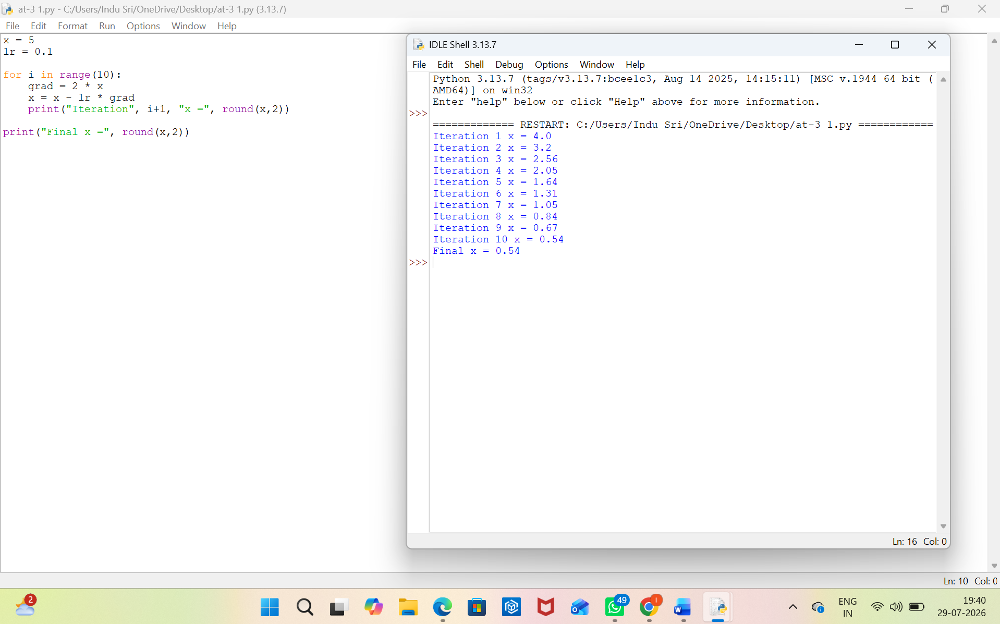 at-3 1.py - C:/Users/Indu Sri/OneDrive/Desktop/at-3 1.py (3.13.7)
File Edit Format Run Options Window Help
x = 5
lr = 0.1
for i in range(10):
    grad = 2 * x
    x = x - lr * grad
    print("Iteration", i+1, "x =", round(x,2))
print("Final x =", round(x,2))
IDLE Shell 3.13.7
File Edit Shell Debug Options Window Help
Python 3.13.7 (tags/v3.13.7:bcee1c3, Aug 14 2025, 14:15:11) [MSC v.1944 64 bit (
AMD64)] on win32
Enter "help" below or click "Help" above for more information.
>>>
============= RESTART: C:/Users/Indu Sri/OneDrive/Desktop/at-3 1.py ============
Iteration 1 x = 4.0
Iteration 2 x = 3.2
Iteration 3 x = 2.56
Iteration 4 x = 2.05
Iteration 5 x = 1.64
Iteration 6 x = 1.31
Iteration 7 x = 1.05
Iteration 8 x = 0.84
Iteration 9 x = 0.67
Iteration 10 x = 0.54
Final x = 0.54
>>>
Ln: 16 Col: 0
Ln: 10 Col: 0
2
49
ENG
IN
19:40
29-07-2026